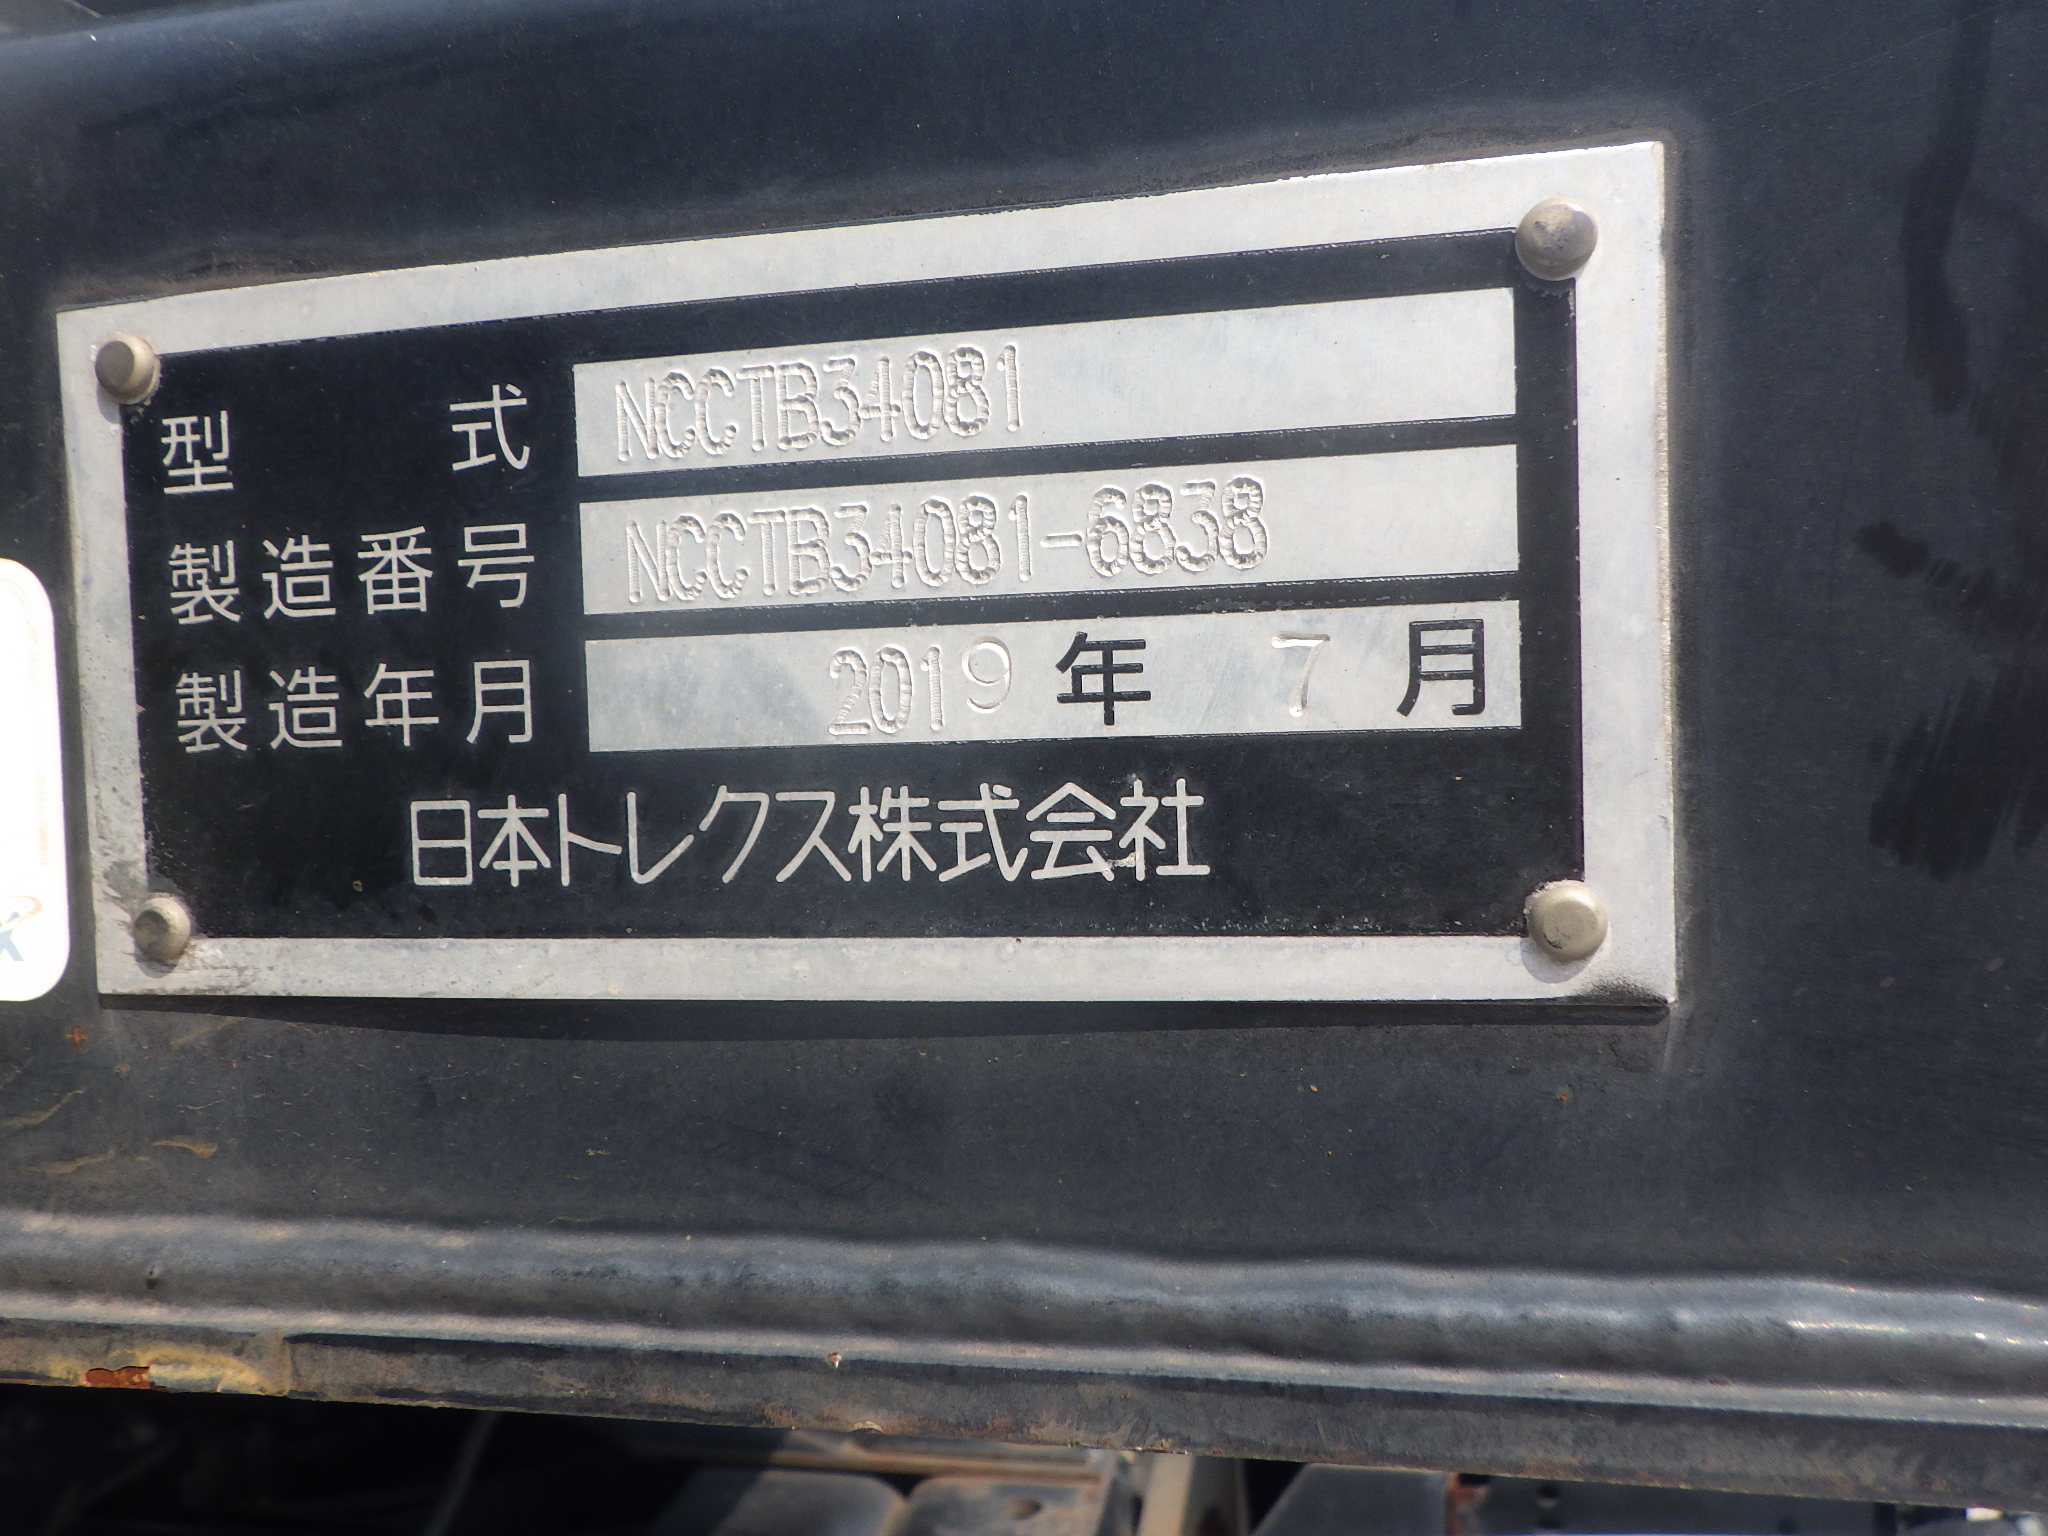 型式 NCCTB34081
製造番号 NCCTB34081-6838
製造年月 2019年 7月
日本トレクス株式会社